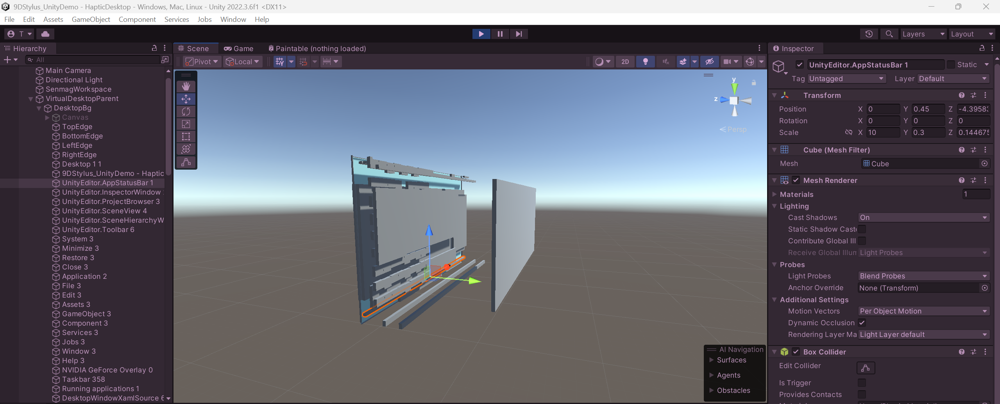 9DStylus_UnityDemo - HapticDesktop - Windows, Mac, Linux - Unity 2022.3.6f1 <DX11>
File Edit Assets GameObject Component Services Jobs Window Help
T Layers Layout
Hierarchy
All
Main Camera
Directional Light
SenmagWorkspace
VirtualDesktopParent
DesktopBg
Canvas
TopEdge
BottomEdge
LeftEdge
RightEdge
Desktop 1 1
9DStylus_UnityDemo - Haptic
UnityEditor.AppStatusBar 1
UnityEditor.InspectorWindow
UnityEditor.ProjectBrowser 3
UnityEditor.SceneView 4
UnityEditor.SceneHierarchyW
UnityEditor.Toolbar 6
System 3
Minimize 3
Restore 3
Close 3
Application 2
File 3
Edit 3
Assets 3
GameObject 3
Component 3
Services 3
Jobs 3
Window 3
Help 3
NVIDIA GeForce Overlay 0
Taskbar 358
Running applications 1
DesktopWindowXamlSource 6
Scene Game Paintable (nothing loaded)
Pivot Local 2D
y
z
Persp
AI Navigation
Surfaces
Agents
Obstacles
Inspector
UnityEditor.AppStatusBar 1 Static
Tag Untagged Layer Default
Transform
Position X 0 Y 0.45 Z -4.3958
Rotation X 0 Y 0 Z 0
Scale X 10 Y 0.3 Z 0.144675
Cube (Mesh Filter)
Mesh Cube
Mesh Renderer
Materials 1
Lighting
Cast Shadows On
Static Shadow Caste
Contribute Global Ill
Receive Global Illum Light Probes
Probes
Light Probes Blend Probes
Anchor Override None (Transform)
Additional Settings
Motion Vectors Per Object Motion
Dynamic Occlusion
Rendering Layer Ma Light Layer default
Box Collider
Edit Collider
Is Trigger
Provides Contacts